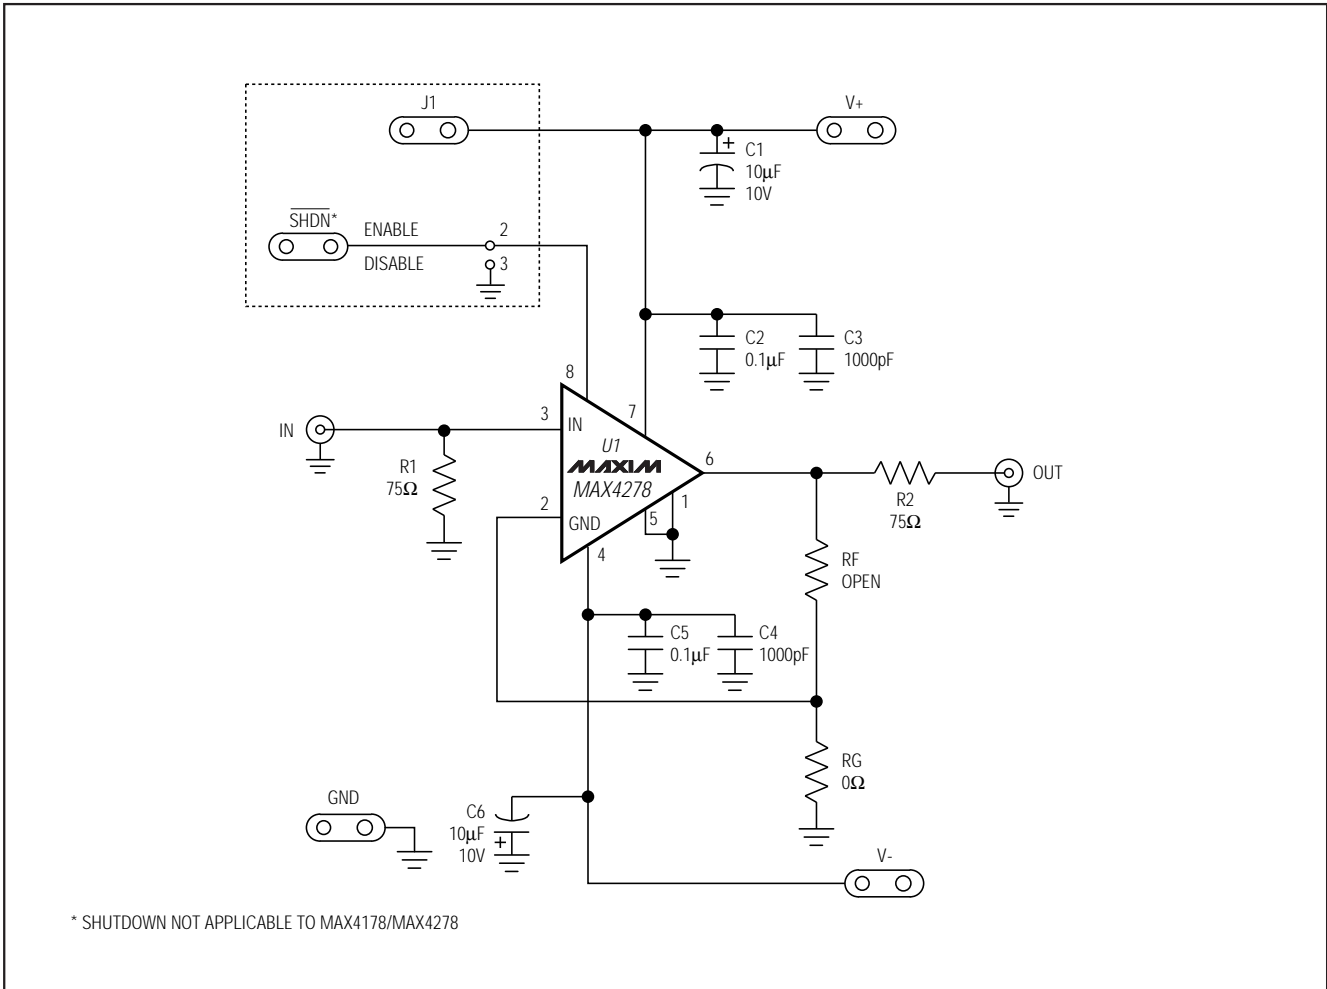 J1
V+
+
C1
10µF
10V
SHDN*
ENABLE
2
DISABLE
3
C2
0.1µF
C3
1000pF
8
7
3
IN
IN
U1
MAXIM
MAX4278
6
R1
75Ω
OUT
R2
75Ω
2
GND
1
5
4
RF
OPEN
C5
0.1µF
C4
1000pF
RG
0Ω
GND
C6
10µF
+
10V
V-
* SHUTDOWN NOT APPLICABLE TO MAX4178/MAX4278